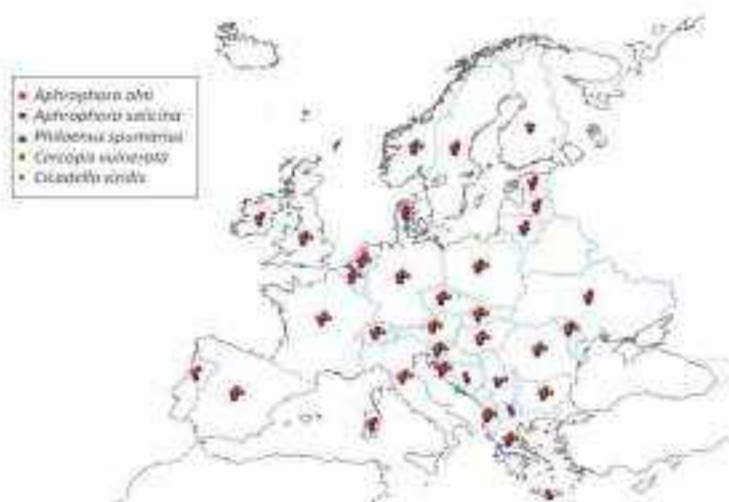 Aphrophora alni
Aphrophora salicina
Philaenus spumarius
Cercopis vulnerata
Cicadella viridis